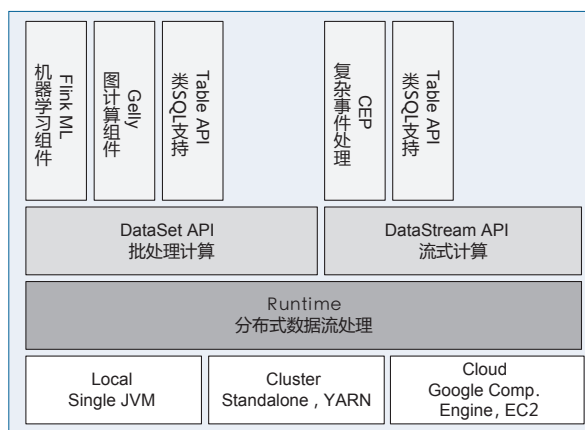 Flink ML
机器学习组件
Gelly
图计算组件
Table API
类SQL支持
CEP
复杂事件处理
Table API
类SQL支持
DataSet API
批处理计算
DataStream API
流式计算
Runtime
分布式数据流处理
Local
Single JVM
Cluster
Standalone , YARN
Cloud
Google Comp.
Engine , EC2